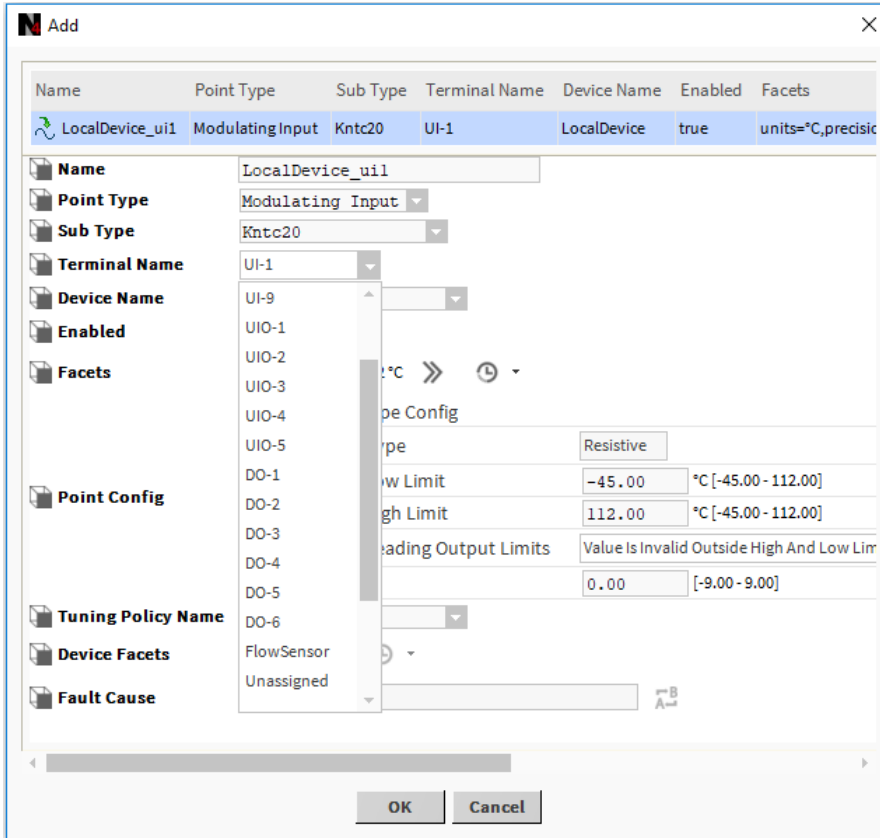 N4 Add
Name Point Type Sub Type Terminal Name Device Name Enabled Facets
LocalDevice_ui1 Modulating Input Kntc20 UI-1 LocalDevice true units=°C,precisic
Name LocalDevice_ui1
Point Type Modulating Input
Sub Type Kntc20
Terminal Name UI-1
Device Name UI-9
Enabled UIO-1
UIO-2
Facets °C
UIO-3
UIO-4 pe Config
UIO-5 pe Resistive
DO-1 w Limit -45.00 °C [-45.00 - 112.00]
Point Config DO-2 gh Limit 112.00 °C [-45.00 - 112.00]
DO-3
DO-4 eading Output Limits Value Is Invalid Outside High And Low Lim
DO-5 0.00 [-9.00 - 9.00]
Tuning Policy Name DO-6
Device Facets FlowSensor
Unassigned
Fault Cause
OK Cancel